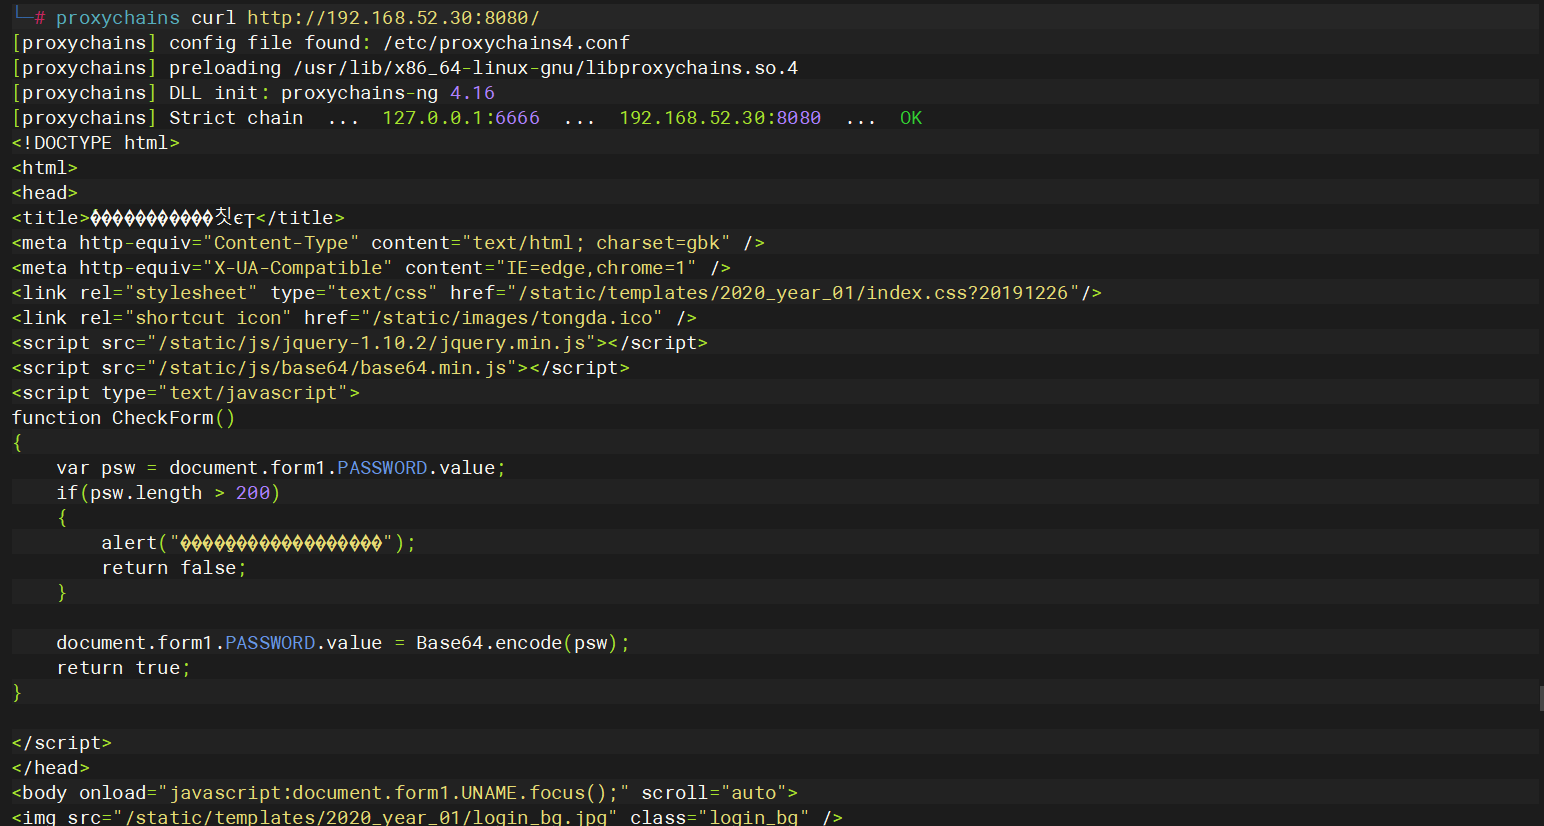 └─# proxychains curl http://192.168.52.30:8080/
[proxychains] config file found: /etc/proxychains4.conf
[proxychains] preloading /usr/lib/x86_64-linux-gnu/libproxychains.so.4
[proxychains] DLL init: proxychains-ng 4.16
[proxychains] Strict chain  ...  127.0.0.1:6666  ...  192.168.52.30:8080  ...  OK
<!DOCTYPE html>
<html>
<head>
<title>�����������칫єт</title>
<meta http-equiv="Content-Type" content="text/html; charset=gbk" />
<meta http-equiv="X-UA-Compatible" content="IE=edge,chrome=1" />
<link rel="stylesheet" type="text/css" href="/static/templates/2020_year_01/index.css?20191226"/>
<link rel="shortcut icon" href="/static/images/tongda.ico" />
<script src="/static/js/jquery-1.10.2/jquery.min.js"></script>
<script src="/static/js/base64/base64.min.js"></script>
<script type="text/javascript">
function CheckForm()
{
    var psw = document.form1.PASSWORD.value;
    if(psw.length > 200)
    {
        alert("������������������");
        return false;
    }
    document.form1.PASSWORD.value = Base64.encode(psw);
    return true;
}
</script>
</head>
<body onload="javascript:document.form1.UNAME.focus();" scroll="auto">
<img src="/static/templates/2020_year_01/login_bg.jpg" class="login_bg" />